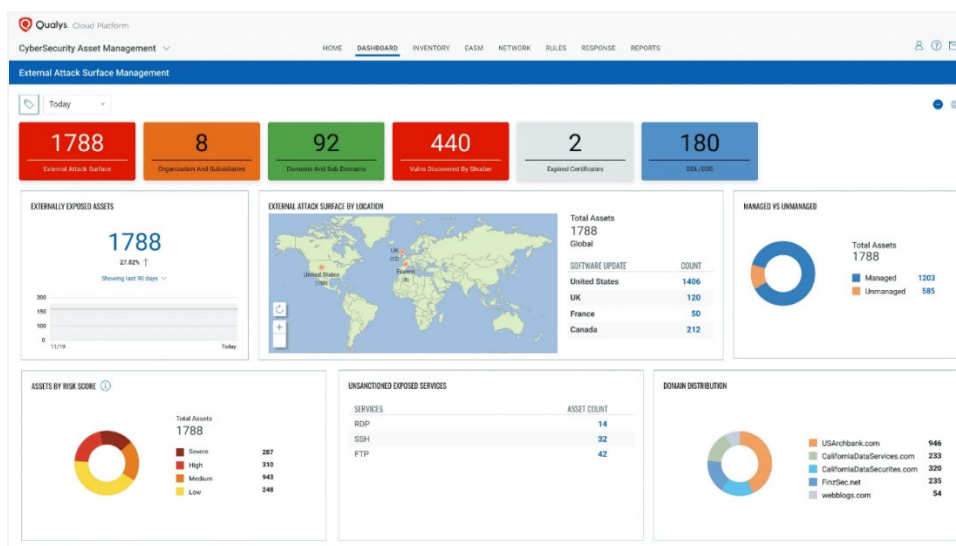 Qualys. Cloud Platform
CyberSecurity Asset Management
HOME DASHBOARD INVENTORY EASM NETWORK RULES RESPONSE REPORTS
External Attack Surface Management
Today
1788 8 92 440 2 180
External Attack Surface Organization And Subsidiaries Domains And Sub Domains Vulns Discovered By Shodan Expired Certificates EOL/EOS
EXTERNALLY EXPOSED ASSETS
1788
27.82% ↑
Showing last 90 days
200
150
100
0
11/19 Today
EXTERNAL ATTACK SURFACE BY LOCATION
UK
United States
France
Total Assets
1788
Global
SOFTWARE UPDATE COUNT
United States 1406
UK 120
France 50
Canada 212
MANAGED VS UNMANAGED
Total Assets
1788
Managed 1203
Unmanaged 585
ASSETS BY RISK SCORE
Total Assets
1788
Severe 287
High 310
Medium 943
Low 248
UNSANCTIONED EXPOSED SERVICES
SERVICES ASSET COUNT
RDP 14
SSH 32
FTP 42
DOMAIN DISTRIBUTION
USArchbank.com 946
CaliforniaDataServices.com 233
CaliforniaDataSecurites.com 320
FinzSec.net 235
webblogs.com 54